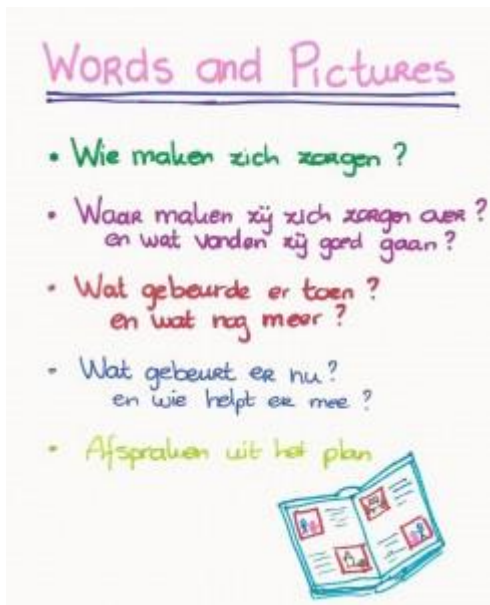 Words and Pictures
• Wie maken zich zorgen ?
• Waar maken zij zich zorgen over ?
en wat vonden zij goed gaan ?
• Wat gebeurde er toen ?
en wat nog meer ?
- Wat gebeurt er nu ?
en wie helpt er mee ?
- Afspraken uit het plan